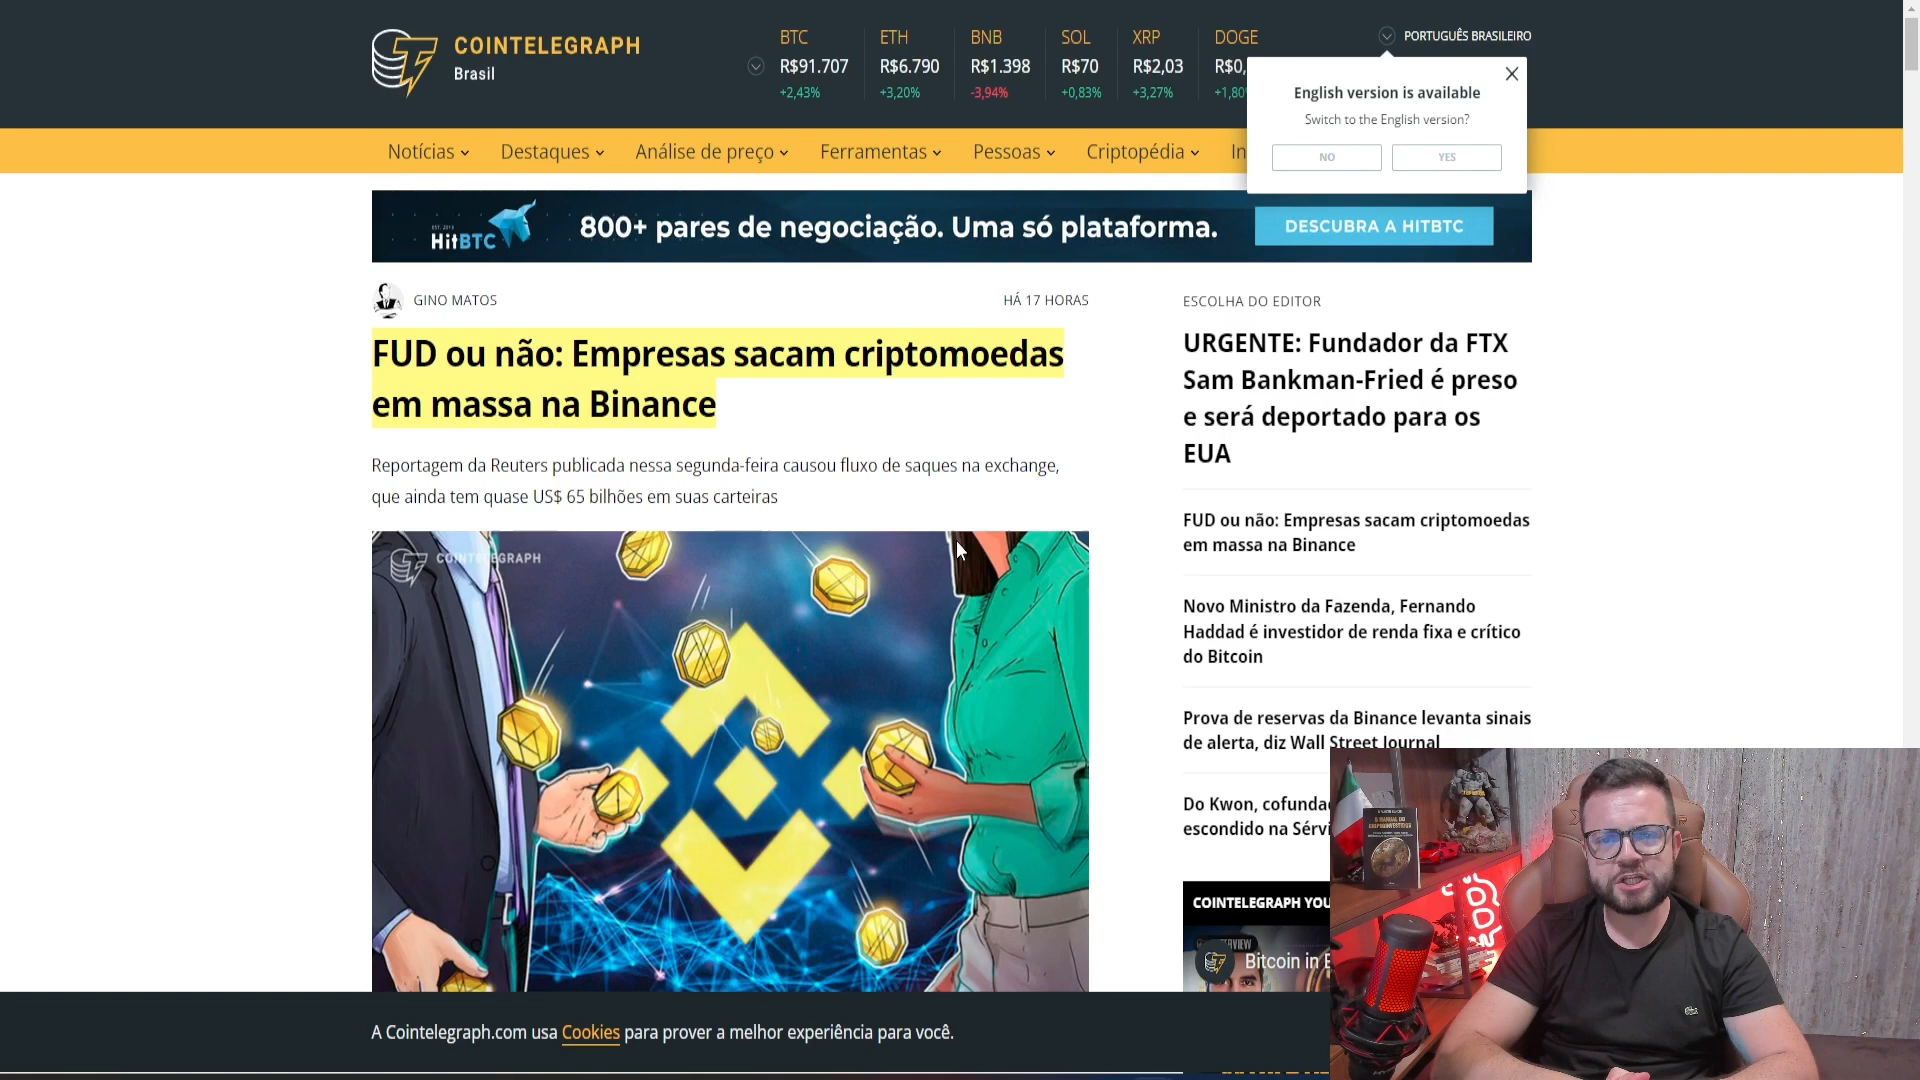 COINTELEGRAPH
Brasil
BTC ETH BNB SOL XRP DOGE
R$91.707 R$6.790 R$1.398 R$70 R$2,03 R$0,
+2,43% +3,20% -3,94% +0,83% +3,27% +1,80
PORTUGUÊS BRASILEIRO
English version is available
Switch to the English version?
NO YES
Notícias Destaques Análise de preço Ferramentas Pessoas Criptopédia In
HitBTC
800+ pares de negociação. Uma só plataforma.
DESCUBRA A HITBTC
GINO MATOS
HÁ 17 HORAS
FUD ou não: Empresas sacam criptomoedas
em massa na Binance
Reportagem da Reuters publicada nessa segunda-feira causou fluxo de saques na exchange,
que ainda tem quase US$ 65 bilhões em suas carteiras
COINTELEGRAPH
ESCOLHA DO EDITOR
URGENTE: Fundador da FTX
Sam Bankman-Fried é preso
e será deportado para os
EUA
FUD ou não: Empresas sacam criptomoedas
em massa na Binance
Novo Ministro da Fazenda, Fernando
Haddad é investidor de renda fixa e crítico
do Bitcoin
Prova de reservas da Binance levanta sinais
de alerta, diz Wall Street Journal
Do Kwon, cofunda
escondido na Sérvi
COINTELEGRAPH YOU
Bitcoin in E
A Cointelegraph.com usa Cookies para prover a melhor experiência para você.